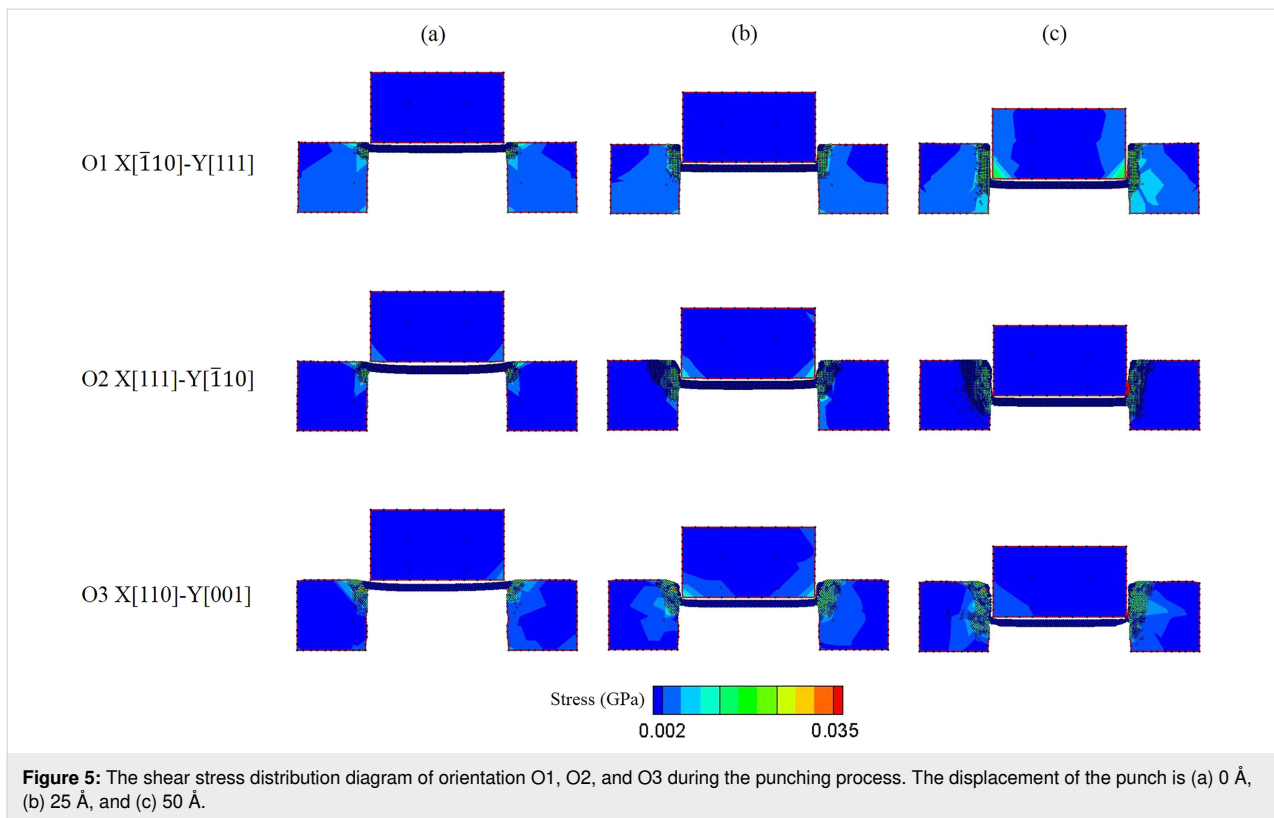 (a) (b) (c)
O1 X[1̅10]-Y[111]
O2 X[111]-Y[1̅10]
O3 X[110]-Y[001]
Stress (GPa)
0.002 0.035
Figure 5: The shear stress distribution diagram of orientation O1, O2, and O3 during the punching process. The displacement of the punch is (a) 0 Å,
(b) 25 Å, and (c) 50 Å.